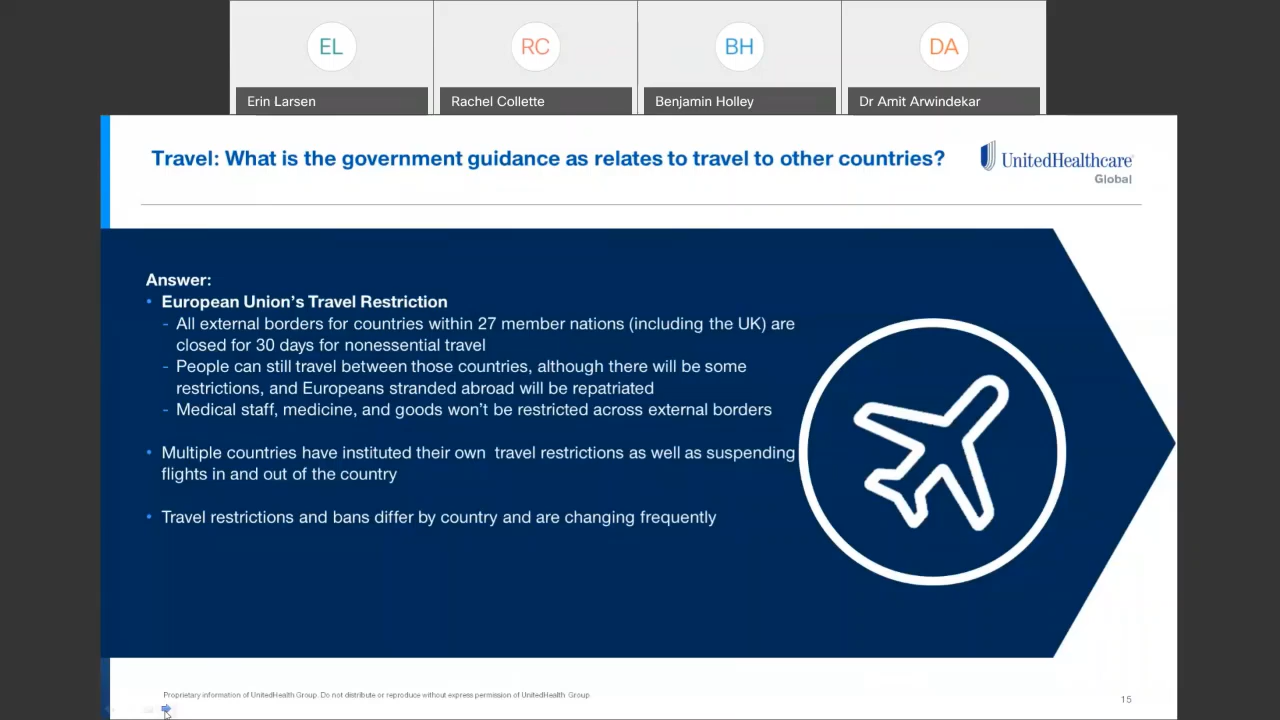 EL
RC
BH
DA
Erin Larsen
Rachel Collette
Benjamin Holley
Dr Amit Arwindekar
Travel: What is the government guidance as relates to travel to other countries?
UnitedHealthcare
Global
Answer:
• European Union’s Travel Restriction
- All external borders for countries within 27 member nations (including the UK) are
closed for 30 days for nonessential travel
- People can still travel between those countries, although there will be some
restrictions, and Europeans stranded abroad will be repatriated
- Medical staff, medicine, and goods won’t be restricted across external borders
• Multiple countries have instituted their own  travel restrictions as well as suspending
flights in and out of the country
• Travel restrictions and bans differ by country and are changing frequently
Proprietary information of UnitedHealth Group. Do not distribute or reproduce without express permission of UnitedHealth Group.
15